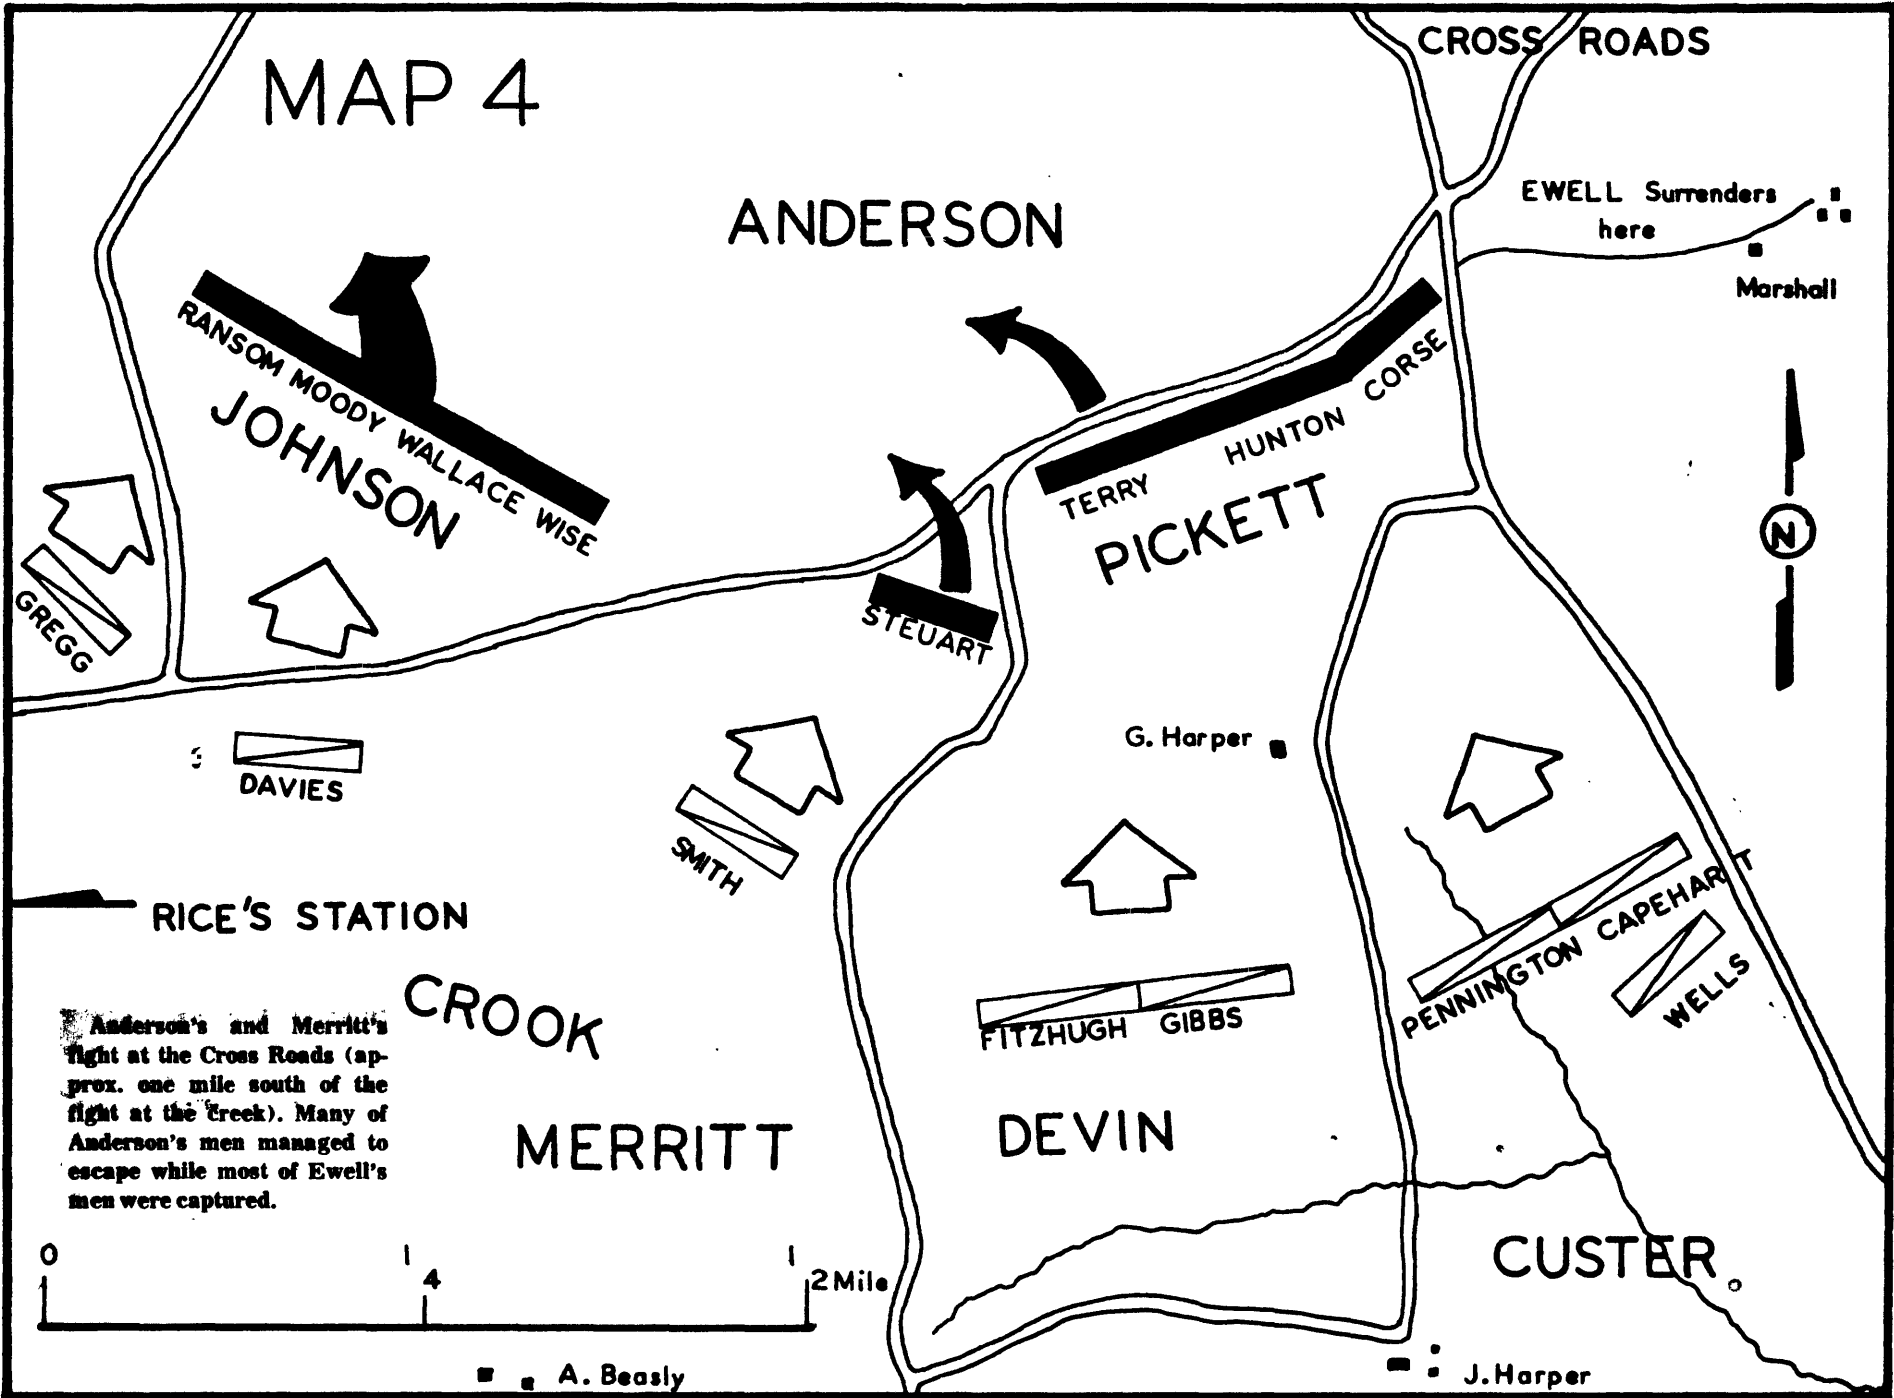 MAP 4
CROSS ROADS
ANDERSON
EWELL Surrenders
here
Marshall
RANSOM MOODY WALLACE WISE
JOHNSON
TERRY HUNTON CORSE
PICKETT
N
GREGG
STEUART
G. Harper
DAVIES
SMITH
RICE'S STATION
CROOK
FITZHUGH GIBBS
PENNINGTON CAPEHART
WELLS
Anderson's and Merritt's
fight at the Cross Roads (ap-
prox. one mile south of the
fight at the creek). Many of
Anderson's men managed to
escape while most of Ewell's
men were captured.
MERRITT
DEVIN
CUSTER
0 1 4 1 2 Mile
A. Beasly
J. Harper